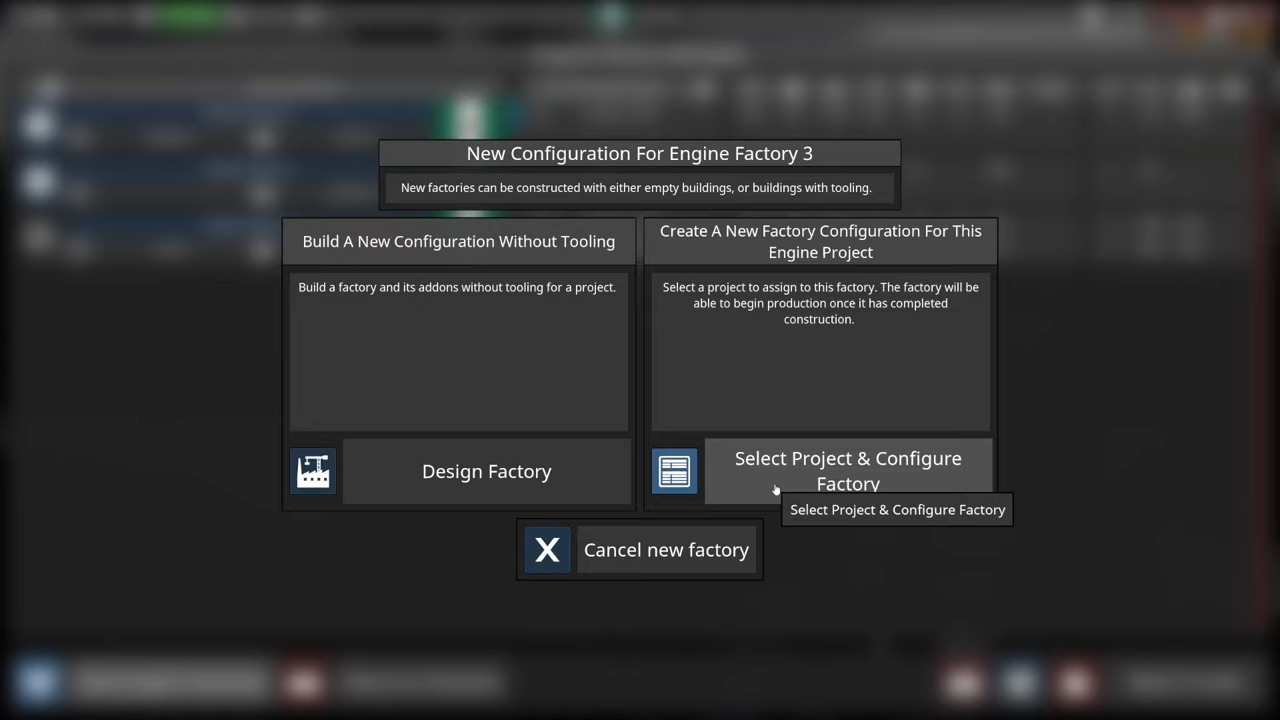 New Configuration For Engine Factory 3
New factories can be constructed with either empty buildings, or buildings with tooling.
Build A New Configuration Without Tooling
Build a factory and its addons without tooling for a project.
Design Factory
Create A New Factory Configuration For This
Engine Project
Select a project to assign to this factory. The factory will be
able to begin production once it has completed
construction.
Select Project & Configure
Factory
Select Project & Configure Factory
X
Cancel new factory